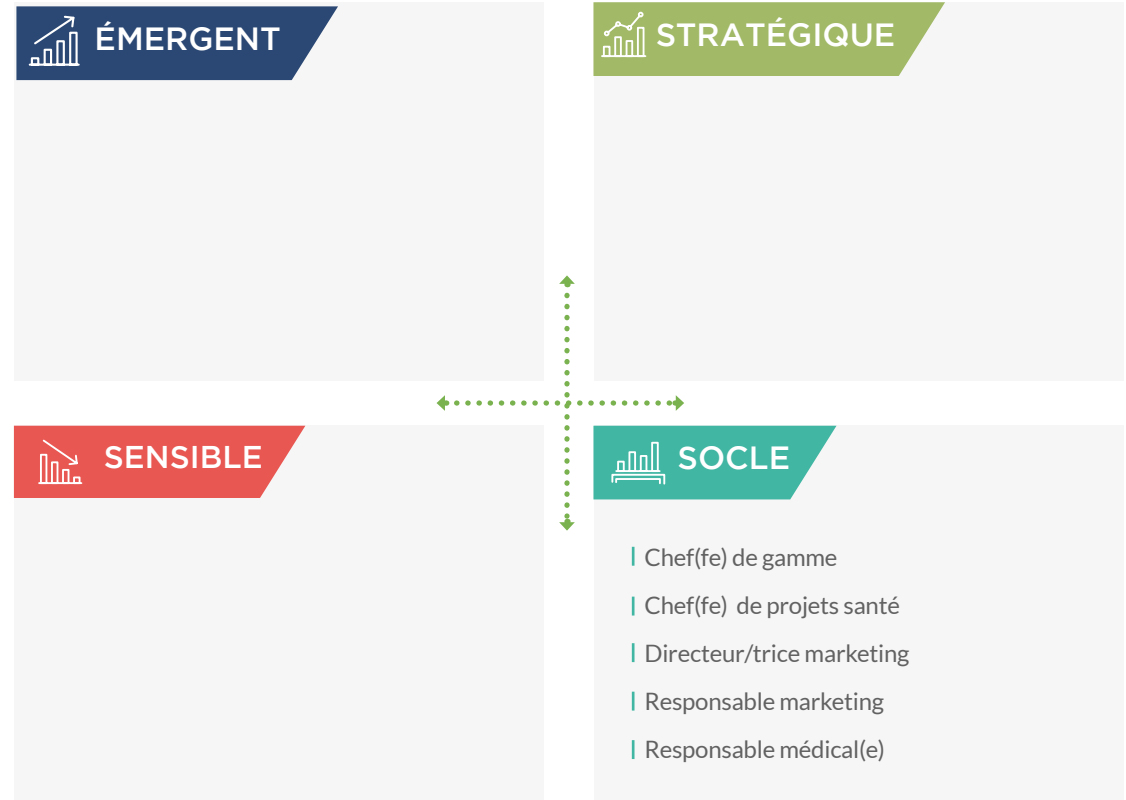 ÉMERGENT
STRATÉGIQUE
SENSIBLE
SOCLE
Chef(fe) de gamme
Chef(fe) de projets santé
Directeur/trice marketing
Responsable marketing
Responsable médical(e)